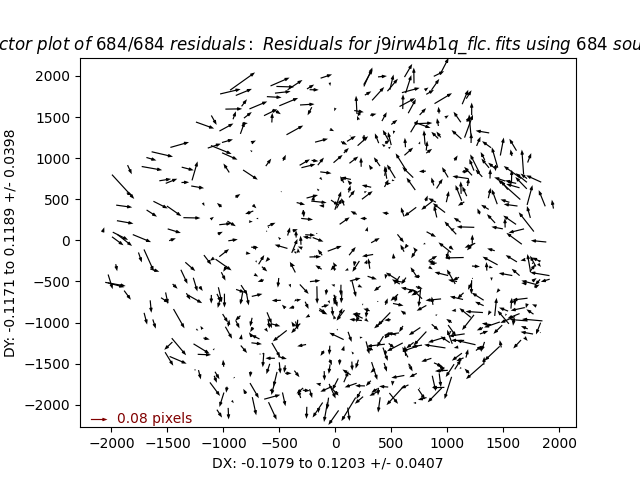 ctor plot of 684/684 residuals: Residuals for j9irw4b1q_flc.fits using 684 sou
2000
1500
1000
500
0
−500
−1000
−1500
−2000
DY: -0.1171 to 0.1189 +/- 0.0398
0.08 pixels
−2000 −1500 −1000 −500 0 500 1000 1500 2000
DX: -0.1079 to 0.1203 +/- 0.0407